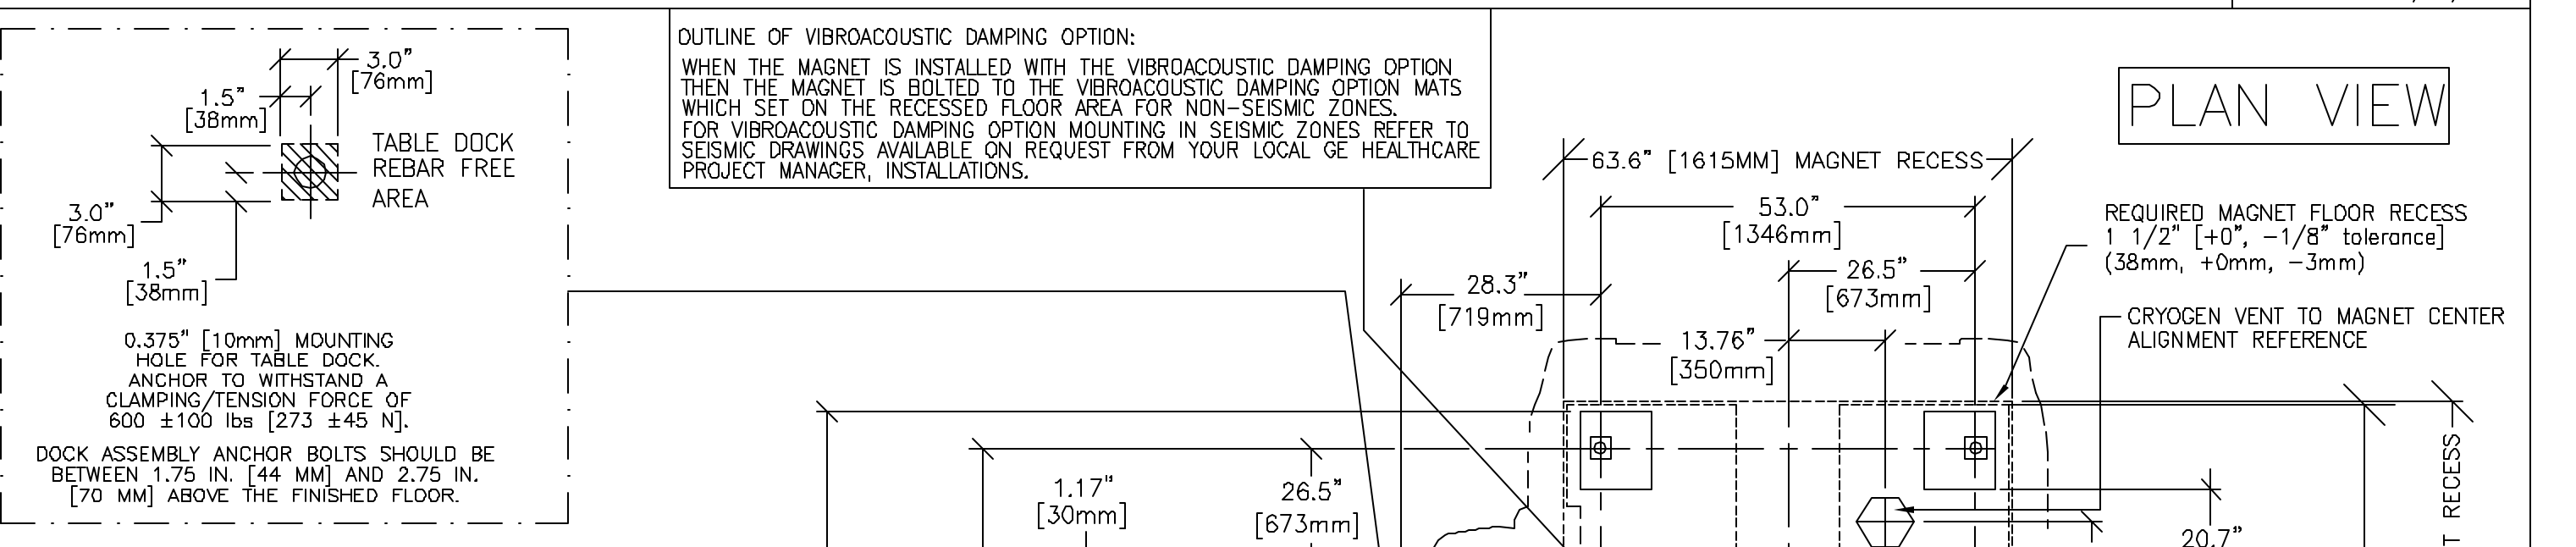 3.0"
[76mm]
1.5"
[38mm]
TABLE DOCK
REBAR FREE
AREA
3.0"
[76mm]
1.5"
[38mm]
0.375" [10mm] MOUNTING
HOLE FOR TABLE DOCK.
ANCHOR TO WITHSTAND A
CLAMPING/TENSION FORCE OF
600 ±100 lbs [273 ±45 N].
DOCK ASSEMBLY ANCHOR BOLTS SHOULD BE
BETWEEN 1.75 IN. [44 MM] AND 2.75 IN.
[70 MM] ABOVE THE FINISHED FLOOR.
OUTLINE OF VIBROACOUSTIC DAMPING OPTION:
WHEN THE MAGNET IS INSTALLED WITH THE VIBROACOUSTIC DAMPING OPTION
THEN THE MAGNET IS BOLTED TO THE VIBROACOUSTIC DAMPING OPTION MATS
WHICH SET ON THE RECESSED FLOOR AREA FOR NON-SEISMIC ZONES.
FOR VIBROACOUSTIC DAMPING OPTION MOUNTING IN SEISMIC ZONES REFER TO
SEISMIC DRAWINGS AVAILABLE ON REQUEST FROM YOUR LOCAL GE HEALTHCARE
PROJECT MANAGER, INSTALLATIONS.
PLAN VIEW
63.6" [1615MM] MAGNET RECESS
53.0"
[1346mm]
26.5"
[673mm]
28.3"
[719mm]
13.76"
[350mm]
REQUIRED MAGNET FLOOR RECESS
1 1/2" [+0", -1/8" tolerance]
(38mm, +0mm, -3mm)
CRYOGEN VENT TO MAGNET CENTER
ALIGNMENT REFERENCE
1.17"
[30mm]
26.5"
[673mm]
20.7"
T RECESS